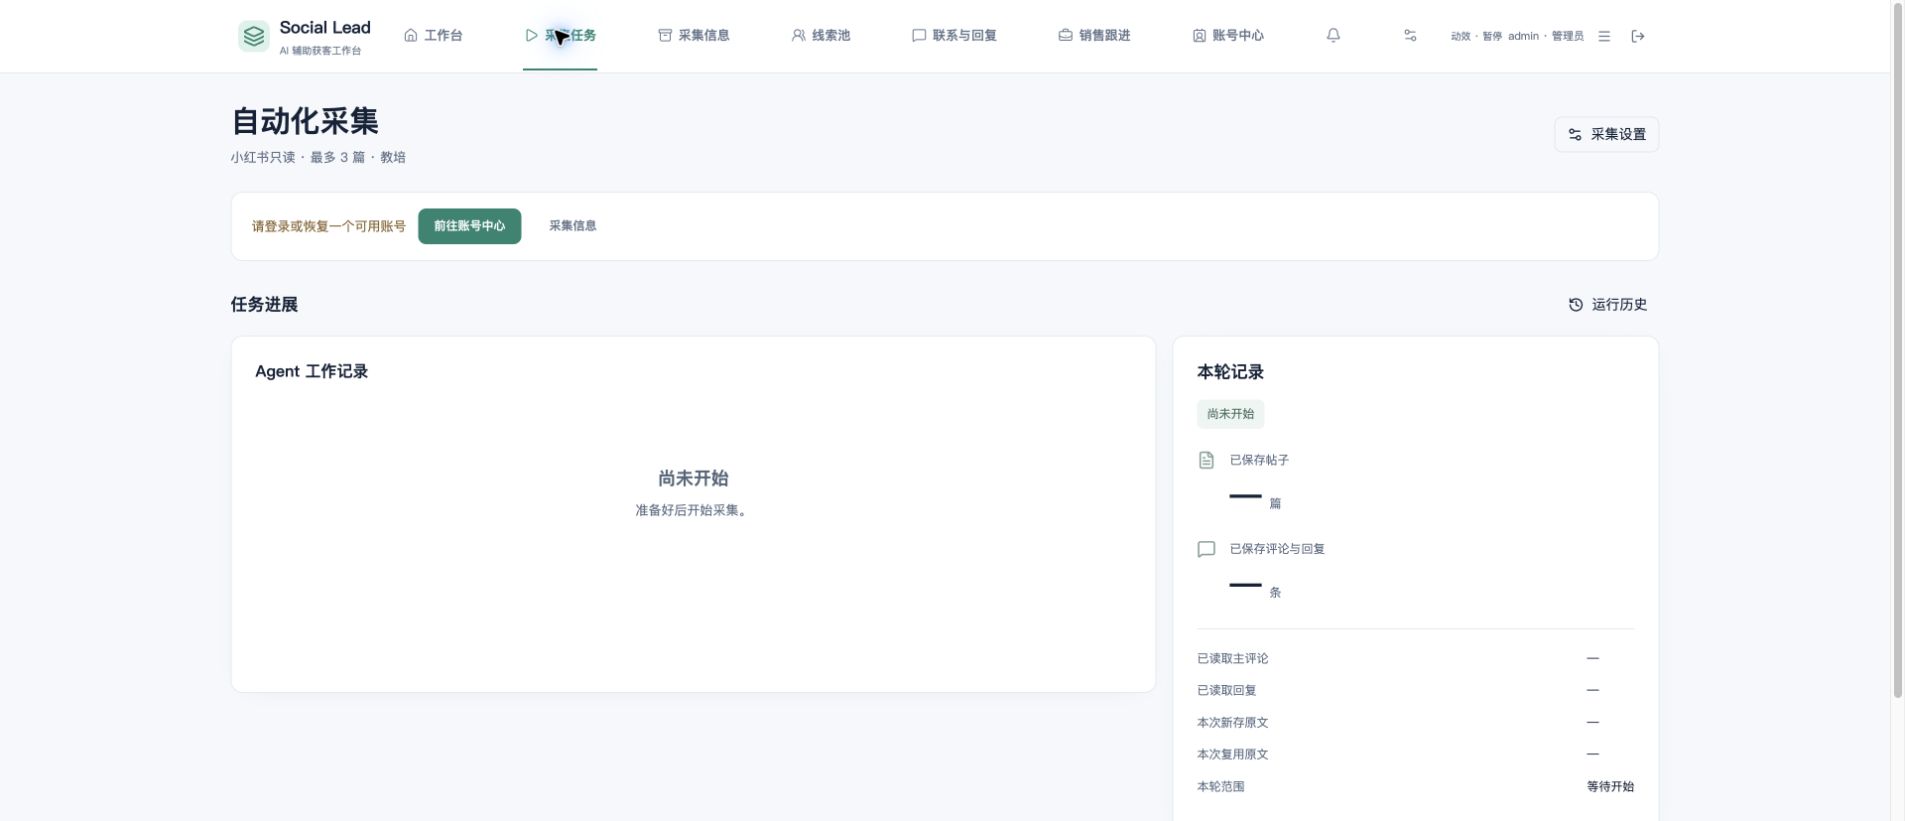 Social Lead
AI 辅助获客工作台
工作台
采 任务
采集信息
线索池
联系与回复
销售跟进
账号中心
动效 · 暂停 admin · 管理员
自动化采集
小红书只读 · 最多 3 篇 · 教培
采集设置
请登录或恢复一个可用账号
前往账号中心
采集信息
任务进展
运行历史
Agent 工作记录
尚未开始
准备好后开始采集。
本轮记录
尚未开始
已保存帖子
— 篇
已保存评论与回复
— 条
已读取主评论 —
已读取回复 —
本次新存原文 —
本次复用原文 —
本轮范围 等待开始